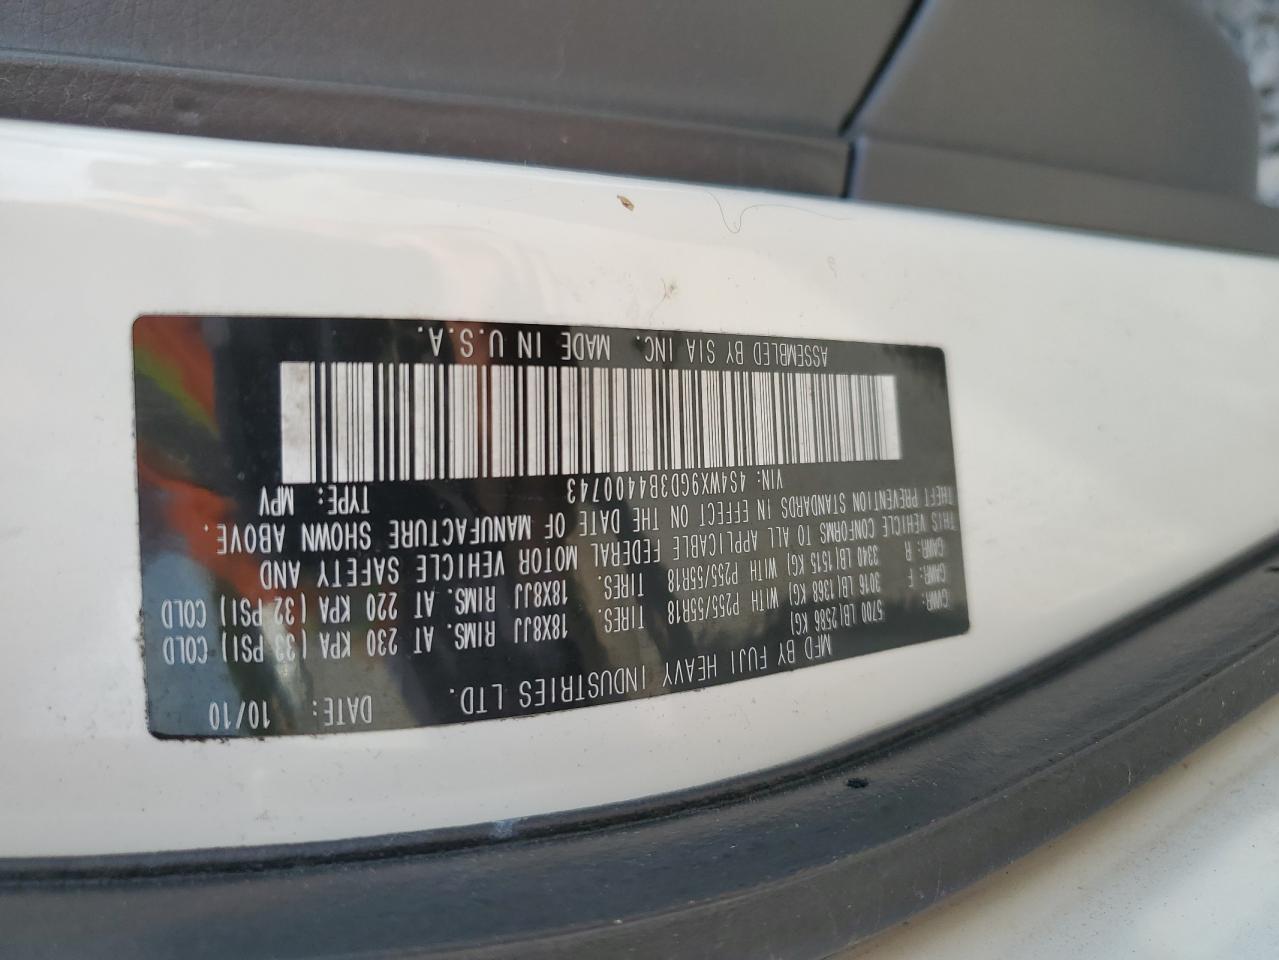 MFD BY FUJI HEAVY INDUSTRIES LTD. DATE: 10/10
GVWR: 5700 LB(2586 KG)
GAWR: F 3016 LB(1368 KG) WITH P255/55R18 TIRES. 18X8JJ RIMS. AT 230 KPA (33 PSI) COLD
GAWR: R 3340 LB(1515 KG) WITH P255/55R18 TIRES. 18X8JJ RIMS. AT 220 KPA (32 PSI) COLD
THIS VEHICLE CONFORMS TO ALL APPLICABLE FEDERAL MOTOR VEHICLE SAFETY AND
THEFT PREVENTION STANDARDS IN EFFECT ON THE DATE OF MANUFACTURE SHOWN ABOVE.
VIN: 4S4WX9GD3B4400743 TYPE: MPV
ASSEMBLED BY SIA INC. MADE IN U.S.A.